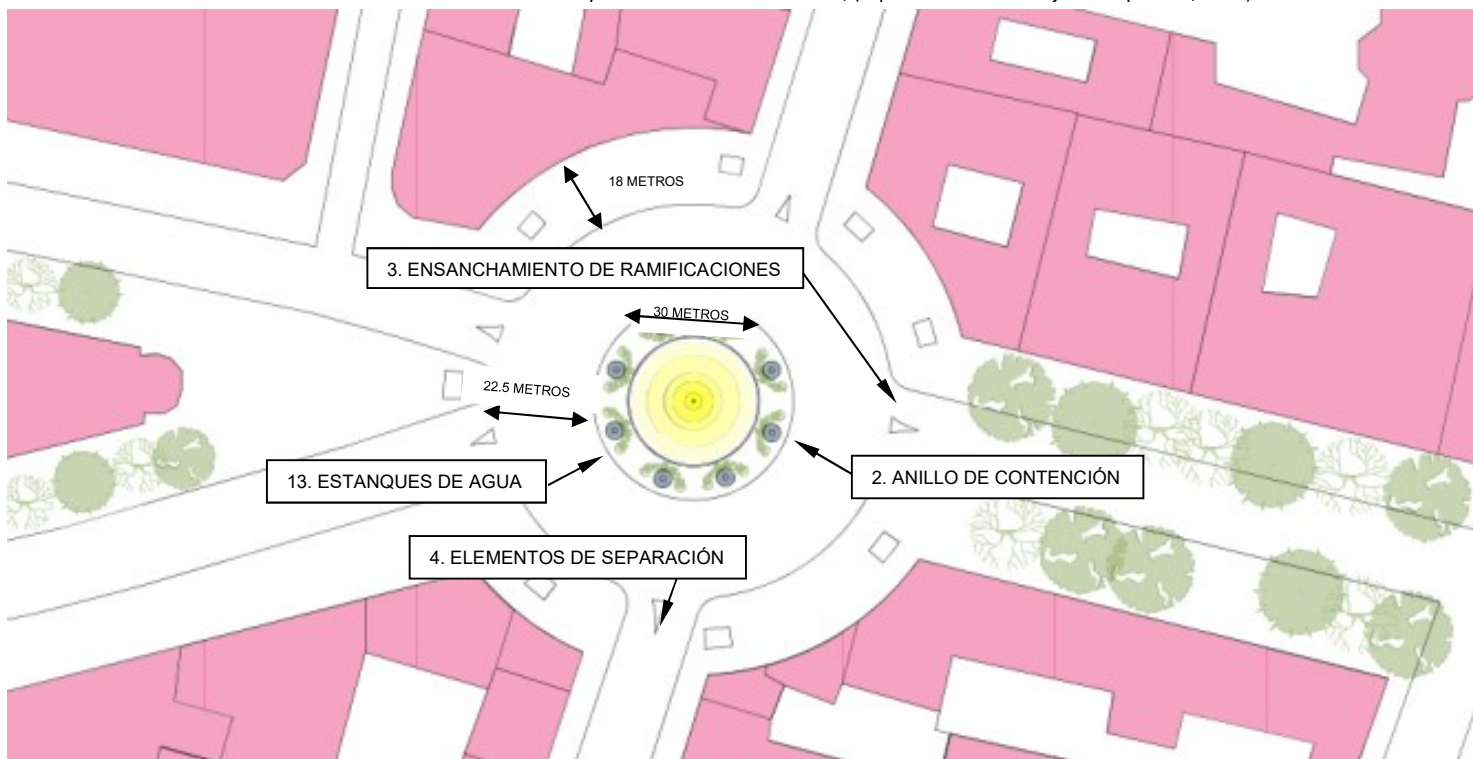 18 METROS
3. ENSANCHAMIENTO DE RAMIFICACIONES
30 METROS
22.5 METROS
13. ESTANQUES DE AGUA
2. ANILLO DE CONTENCIÓN
4. ELEMENTOS DE SEPARACIÓN